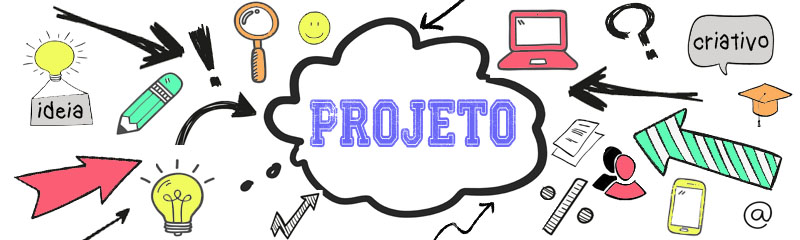 criativo
ideia
PROJETO
@